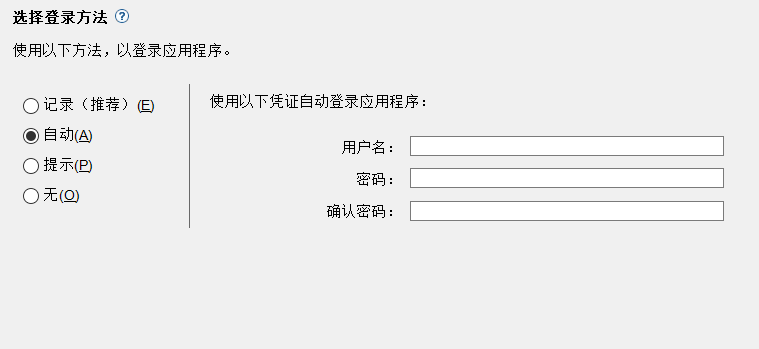 选择登录方法 ?
使用以下方法，以登录应用程序。
记录（推荐）(E)
自动(A)
提示(P)
无(O)
使用以下凭证自动登录应用程序：
用户名：
密码：
确认密码：